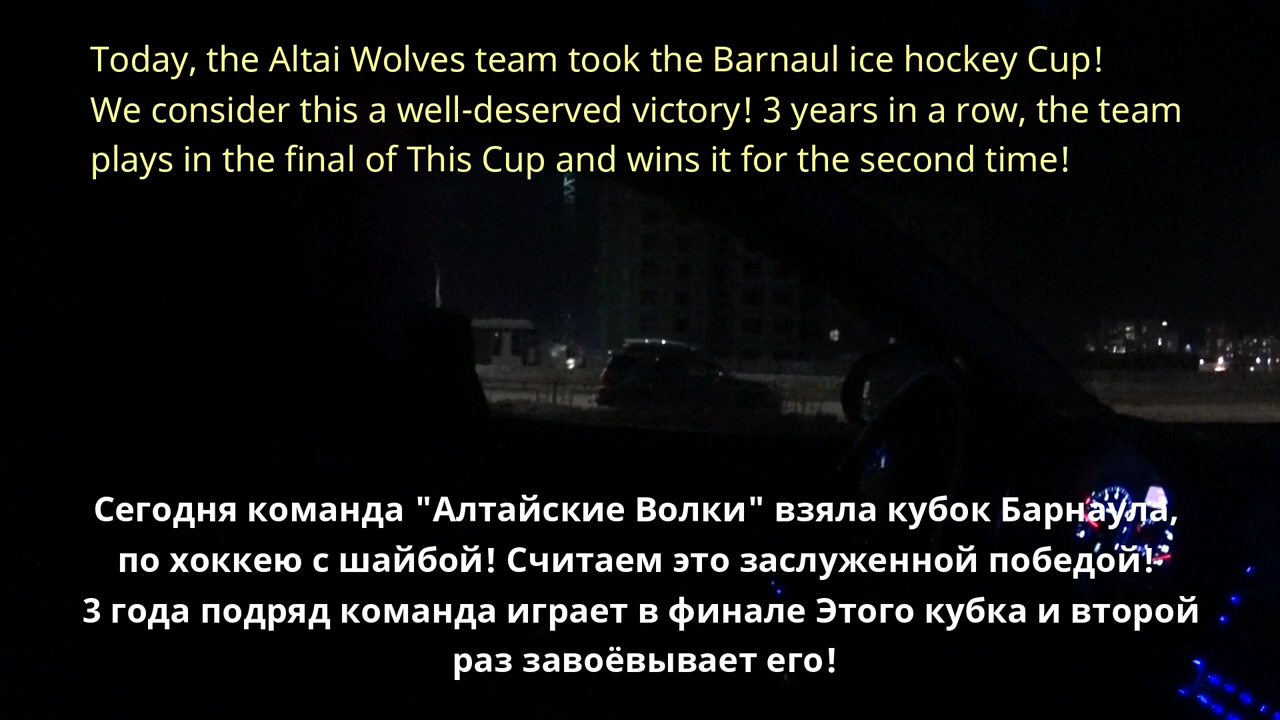 Today, the Altai Wolves team took the Barnaul ice hockey Cup!
We consider this a well-deserved victory! 3 years in a row, the team
plays in the final of This Cup and wins it for the second time!
Сегодня команда "Алтайские Волки" взяла кубок Барнаула,
по хоккею с шайбой! Считаем это заслуженной победой!
3 года подряд команда играет в финале Этого кубка и второй
раз завоёвывает его!